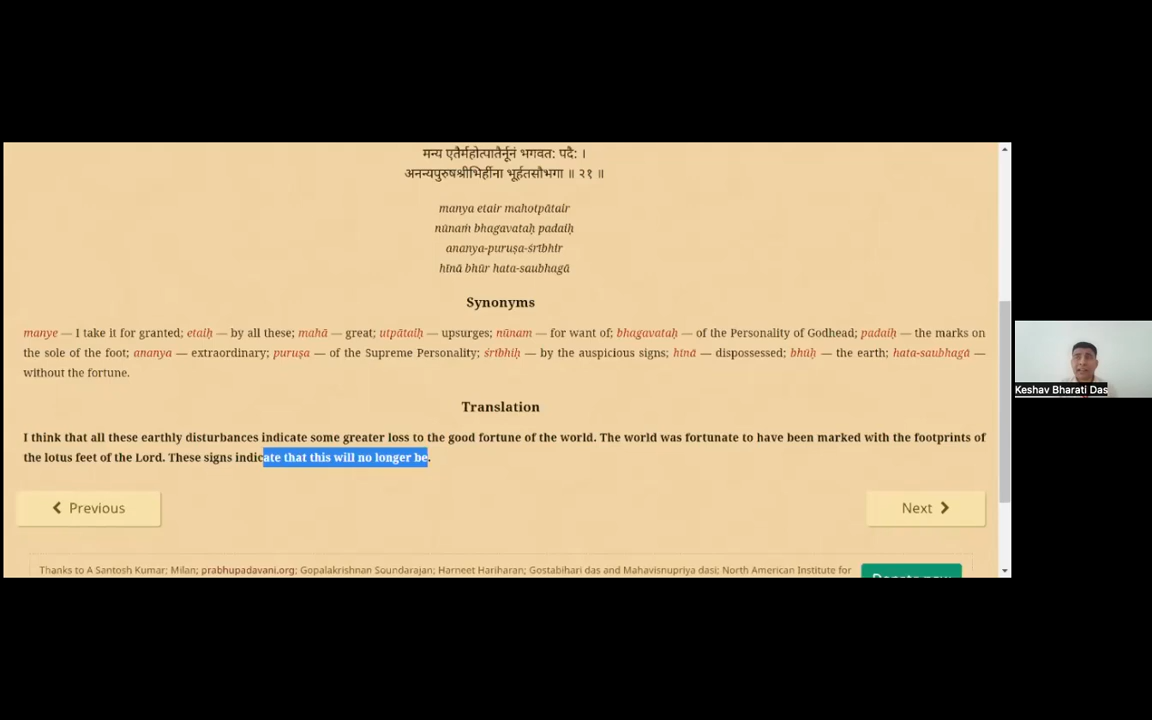 मन्य एतैर्महोत्पातैर्नूनं भगवत: पदै: ।
अनन्यपुरुषश्रीभिर्हीना भूर्हतसौभगा ॥ २१ ॥
manya etair mahotpātair
nūnaṁ bhagavataḥ padaiḥ
ananya-puruṣa-śrībhir
hīnā bhūr hata-saubhagā
Synonyms
manye — I take it for granted; etaiḥ — by all these; mahā — great; utpātaiḥ — upsurges; nūnam — for want of; bhagavataḥ — of the Personality of Godhead; padaiḥ — the marks on
the sole of the foot; ananya — extraordinary; puruṣa — of the Supreme Personality; śrībhiḥ — by the auspicious signs; hīnā — dispossessed; bhūḥ — the earth; hata-saubhagā —
without the fortune.
Translation
I think that all these earthly disturbances indicate some greater loss to the good fortune of the world. The world was fortunate to have been marked with the footprints of
the lotus feet of the Lord. These signs indicate that this will no longer be.
Previous
Next
Thanks to A Santosh Kumar; Milan; prabhupadavani.org; Gopalakrishnan Soundarajan; Harneet Hariharan; Gostabihari das and Mahavisnupriya dasi; North American Institute for
Donate now
Keshav Bharati Das